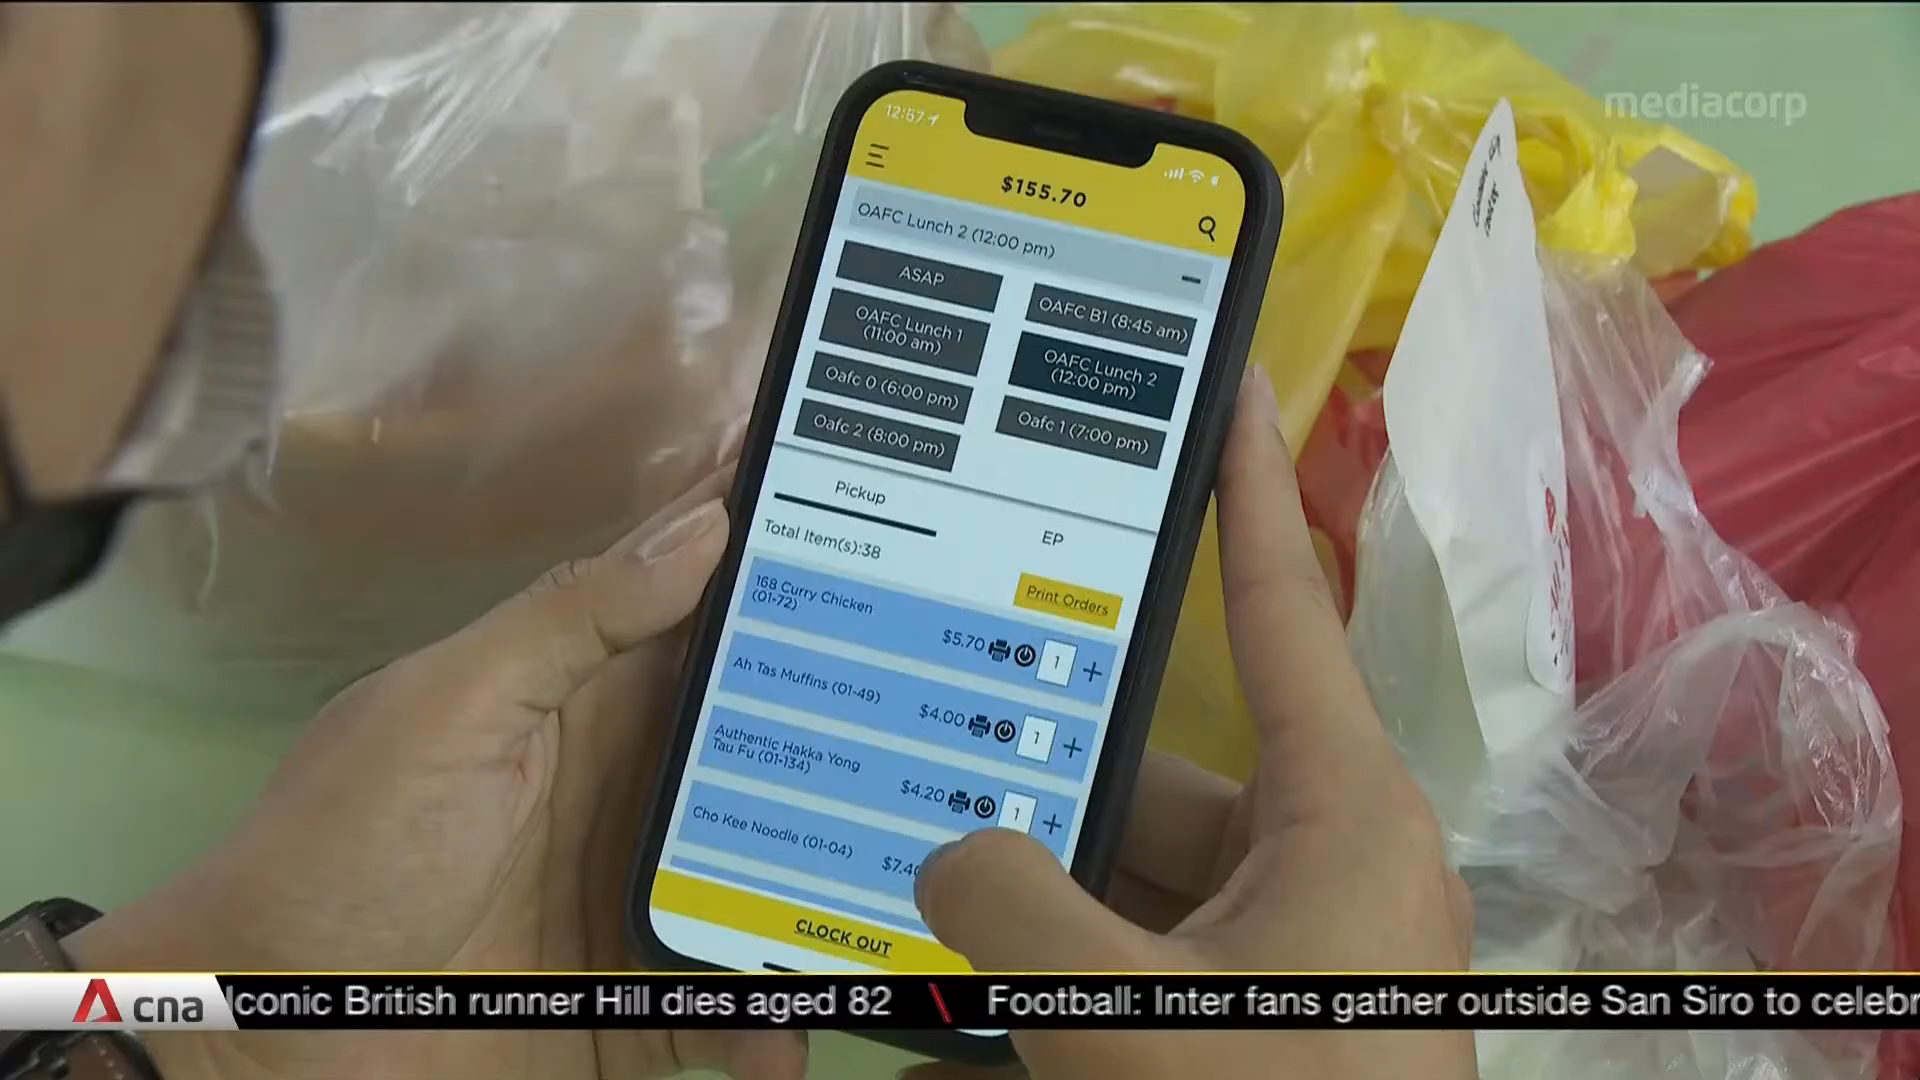 mediacorp
12:57
$155.70
OAFC Lunch 2 (12:00 pm)
ASAP
OAFC B1 (8:45 am)
OAFC Lunch 1
(11:00 am)
OAFC Lunch 2
(12:00 pm)
Oafc 0 (6:00 pm)
Oafc 1 (7:00 pm)
Oafc 2 (8:00 pm)
Pickup
EP
Total Item(s):38
Print Orders
168 Curry Chicken
(01-72)
$5.70
1
Ah Tas Muffins (01-49)
$4.00
1
Authentic Hakka Yong
Tau Fu (01-134)
$4.20
1
Cho Kee Noodle (01-04)
$7.40
CLOCK OUT
cna
Iconic British runner Hill dies aged 82
Football: Inter fans gather outside San Siro to celebr